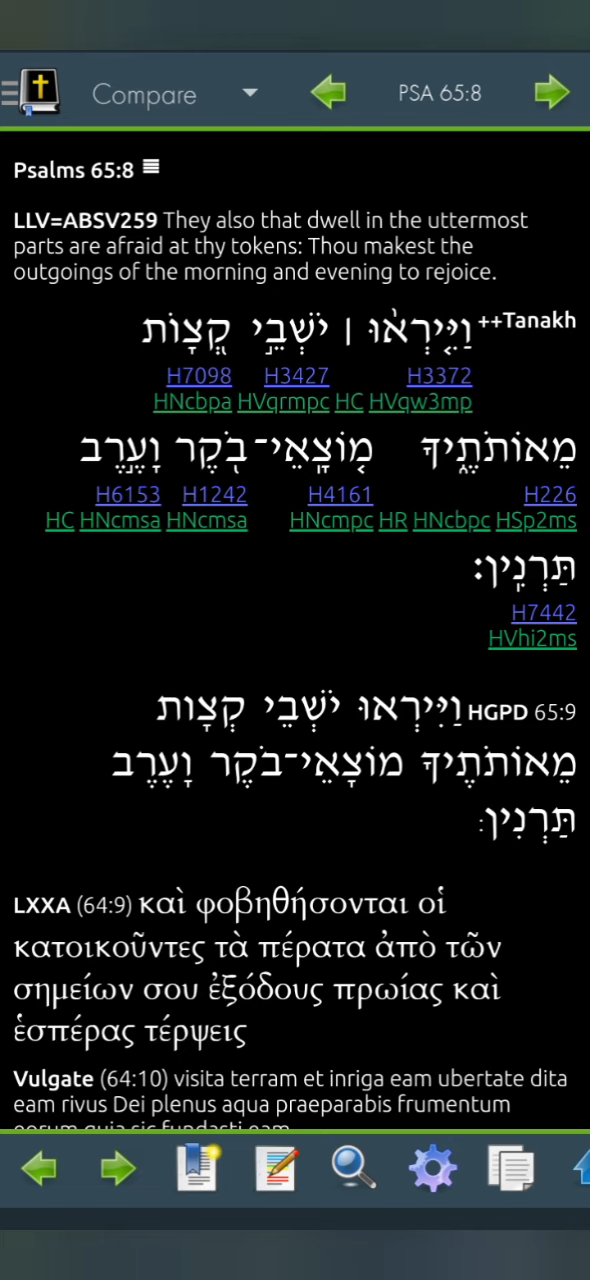 Compare
PSA 65:8
Psalms 65:8
LLV=ABSV259 They also that dwell in the uttermost
parts are afraid at thy tokens: Thou makest the
outgoings of the morning and evening to rejoice.
++Tanakh וַיִּ֤ירְא֨וּ ׀ יֹשְׁבֵ֣י קְ֭צָוֺת
H7098 H3427 H3372
HNcbpa HVqrmpc HC HVqw3mp
מֵאוֹתֹתֶ֑יךָ מ֤וֹצָֽאֵי־בֹ֖קֶר וָעֶ֣רֶב
H6153 H1242 H4161 H226
HC HNcmsa HNcmsa HNcmpc HR HNcbpc HSp2ms
תַּרְנִֽין׃
H7442
HVhi2ms
HGPD 65:9 וַיִּירְאוּ יֹשְׁבֵי קְצָוֺת
מֵאוֹתֹתֶיךָ מוֹצָאֵי־בֹקֶר וָעֶרֶב
תַּרְנִין׃
LXXA (64:9) καὶ φοβηθήσονται οἱ
κατοικοῦντες τὰ πέρατα ἀπὸ τῶν
σημείων σου ἐξόδους πρωίας καὶ
ἑσπέρας τέρψεις
Vulgate (64:10) visita terram et inriga eam ubertate dita
eam rivus Dei plenus aqua praeparabis frumentum
eorum quia sic fundasti eam